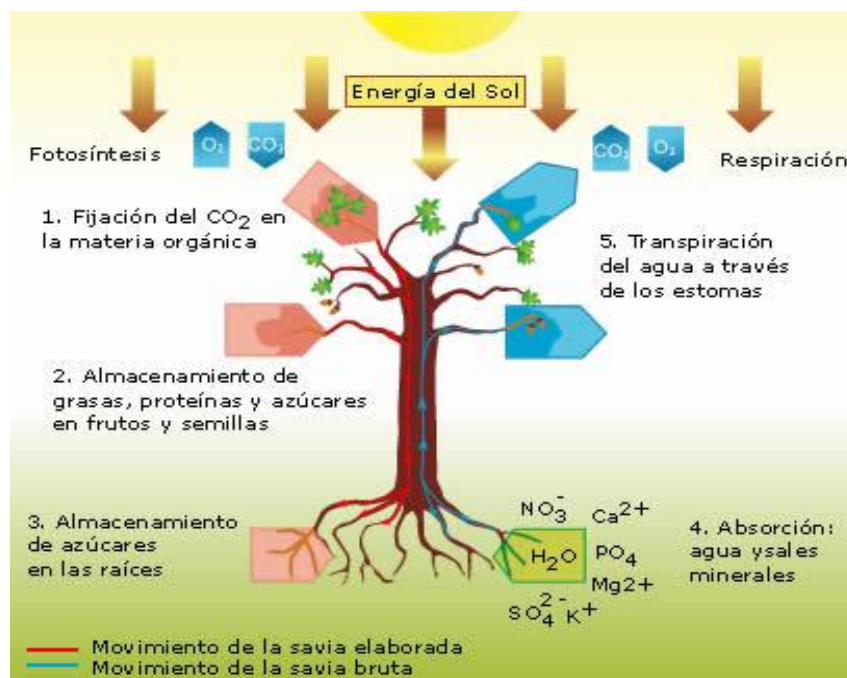 Energía del Sol
Fotosíntesis
O₂
CO₂
CO₂
O₂
Respiración
1. Fijación del CO₂ en
la materia orgánica
5. Transpiración
del agua a través
de los estomas
2. Almacenamiento de
grasas, proteínas y azúcares
en frutos y semillas
3. Almacenamiento
de azúcares
en las raíces
NO₃⁻
Ca2+
H₂O
PO₄
Mg2+
SO₄²⁻
K⁺
4. Absorción:
agua ysales
minerales
Movimiento de la savia elaborada
Movimiento de la savia bruta